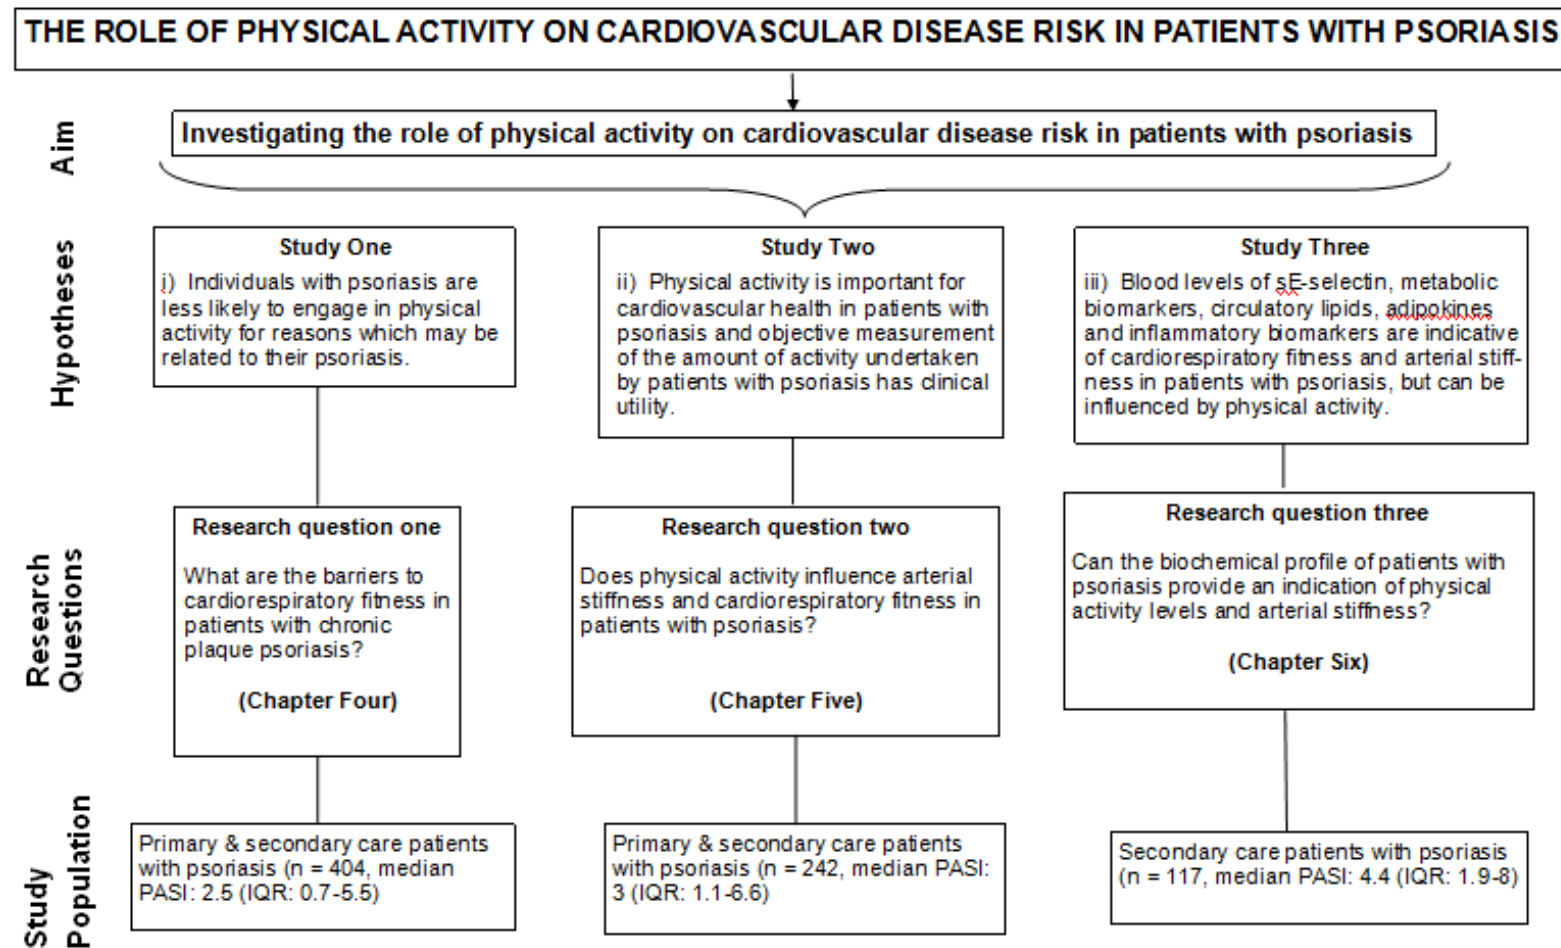 THE ROLE OF PHYSICAL ACTIVITY ON CARDIOVASCULAR DISEASE RISK IN PATIENTS WITH PSORIASIS
Aim
Investigating the role of physical activity on cardiovascular disease risk in patients with psoriasis
Hypotheses
Study One
i) Individuals with psoriasis are
less likely to engage in physical
activity for reasons which may be
related to their psoriasis.
Study Two
ii) Physical activity is important for
cardiovascular health in patients with
psoriasis and objective measurement
of the amount of activity undertaken
by patients with psoriasis has clinical
utility.
Study Three
iii) Blood levels of sE-selectin, metabolic
biomarkers, circulatory lipids, adipokines
and inflammatory biomarkers are indicative
of cardiorespiratory fitness and arterial stiff-
ness in patients with psoriasis, but can be
influenced by physical activity.
Research
Questions
Research question one
What are the barriers to
cardiorespiratory fitness in
patients with chronic
plaque psoriasis?
(Chapter Four)
Research question two
Does physical activity influence arterial
stiffness and cardiorespiratory fitness in
patients with psoriasis?
(Chapter Five)
Research question three
Can the biochemical profile of patients with
psoriasis provide an indication of physical
activity levels and arterial stiffness?
(Chapter Six)
Study
Population
Primary & secondary care patients
with psoriasis (n = 404, median
PASI: 2.5 (IQR: 0.7-5.5)
Primary & secondary care patients
with psoriasis (n = 242, median PASI:
3 (IQR: 1.1-6.6)
Secondary care patients with psoriasis
(n = 117, median PASI: 4.4 (IQR: 1.9-8)